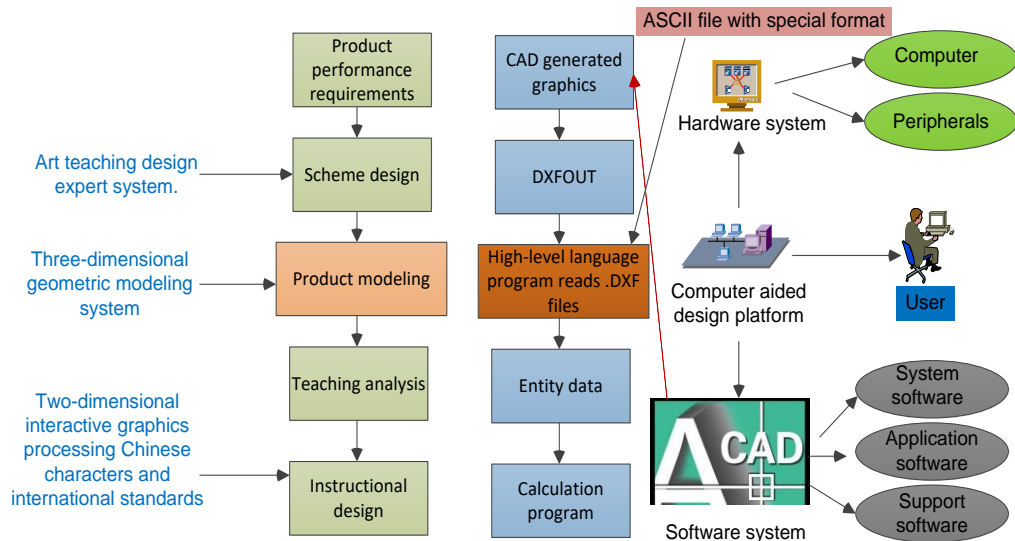 ASCII file with special format
Product
performance
requirements
CAD generated
graphics
Computer
Hardware system
Peripherals
Art teaching design
expert system.
Scheme design
DXFOUT
Three-dimensional
geometric modeling
system
Product modeling
High-level language
program reads .DXF
files
Computer aided
design platform
User
Teaching analysis
Entity data
System
software
Two-dimensional
interactive graphics
processing Chinese
characters and
international standards
ACAD
Application
software
Instructional
design
Calculation
program
Support
software
Software system